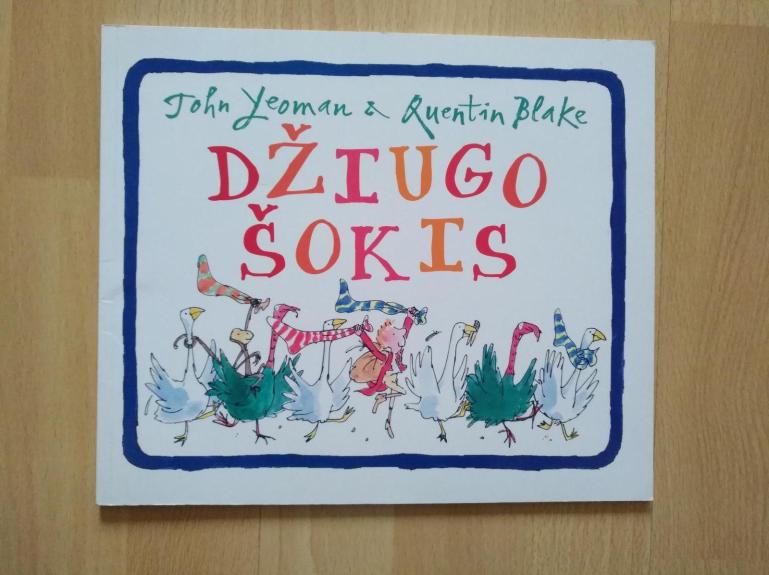 John Yeoman & Quentin Blake
DŽIUGO
ŠOKIS